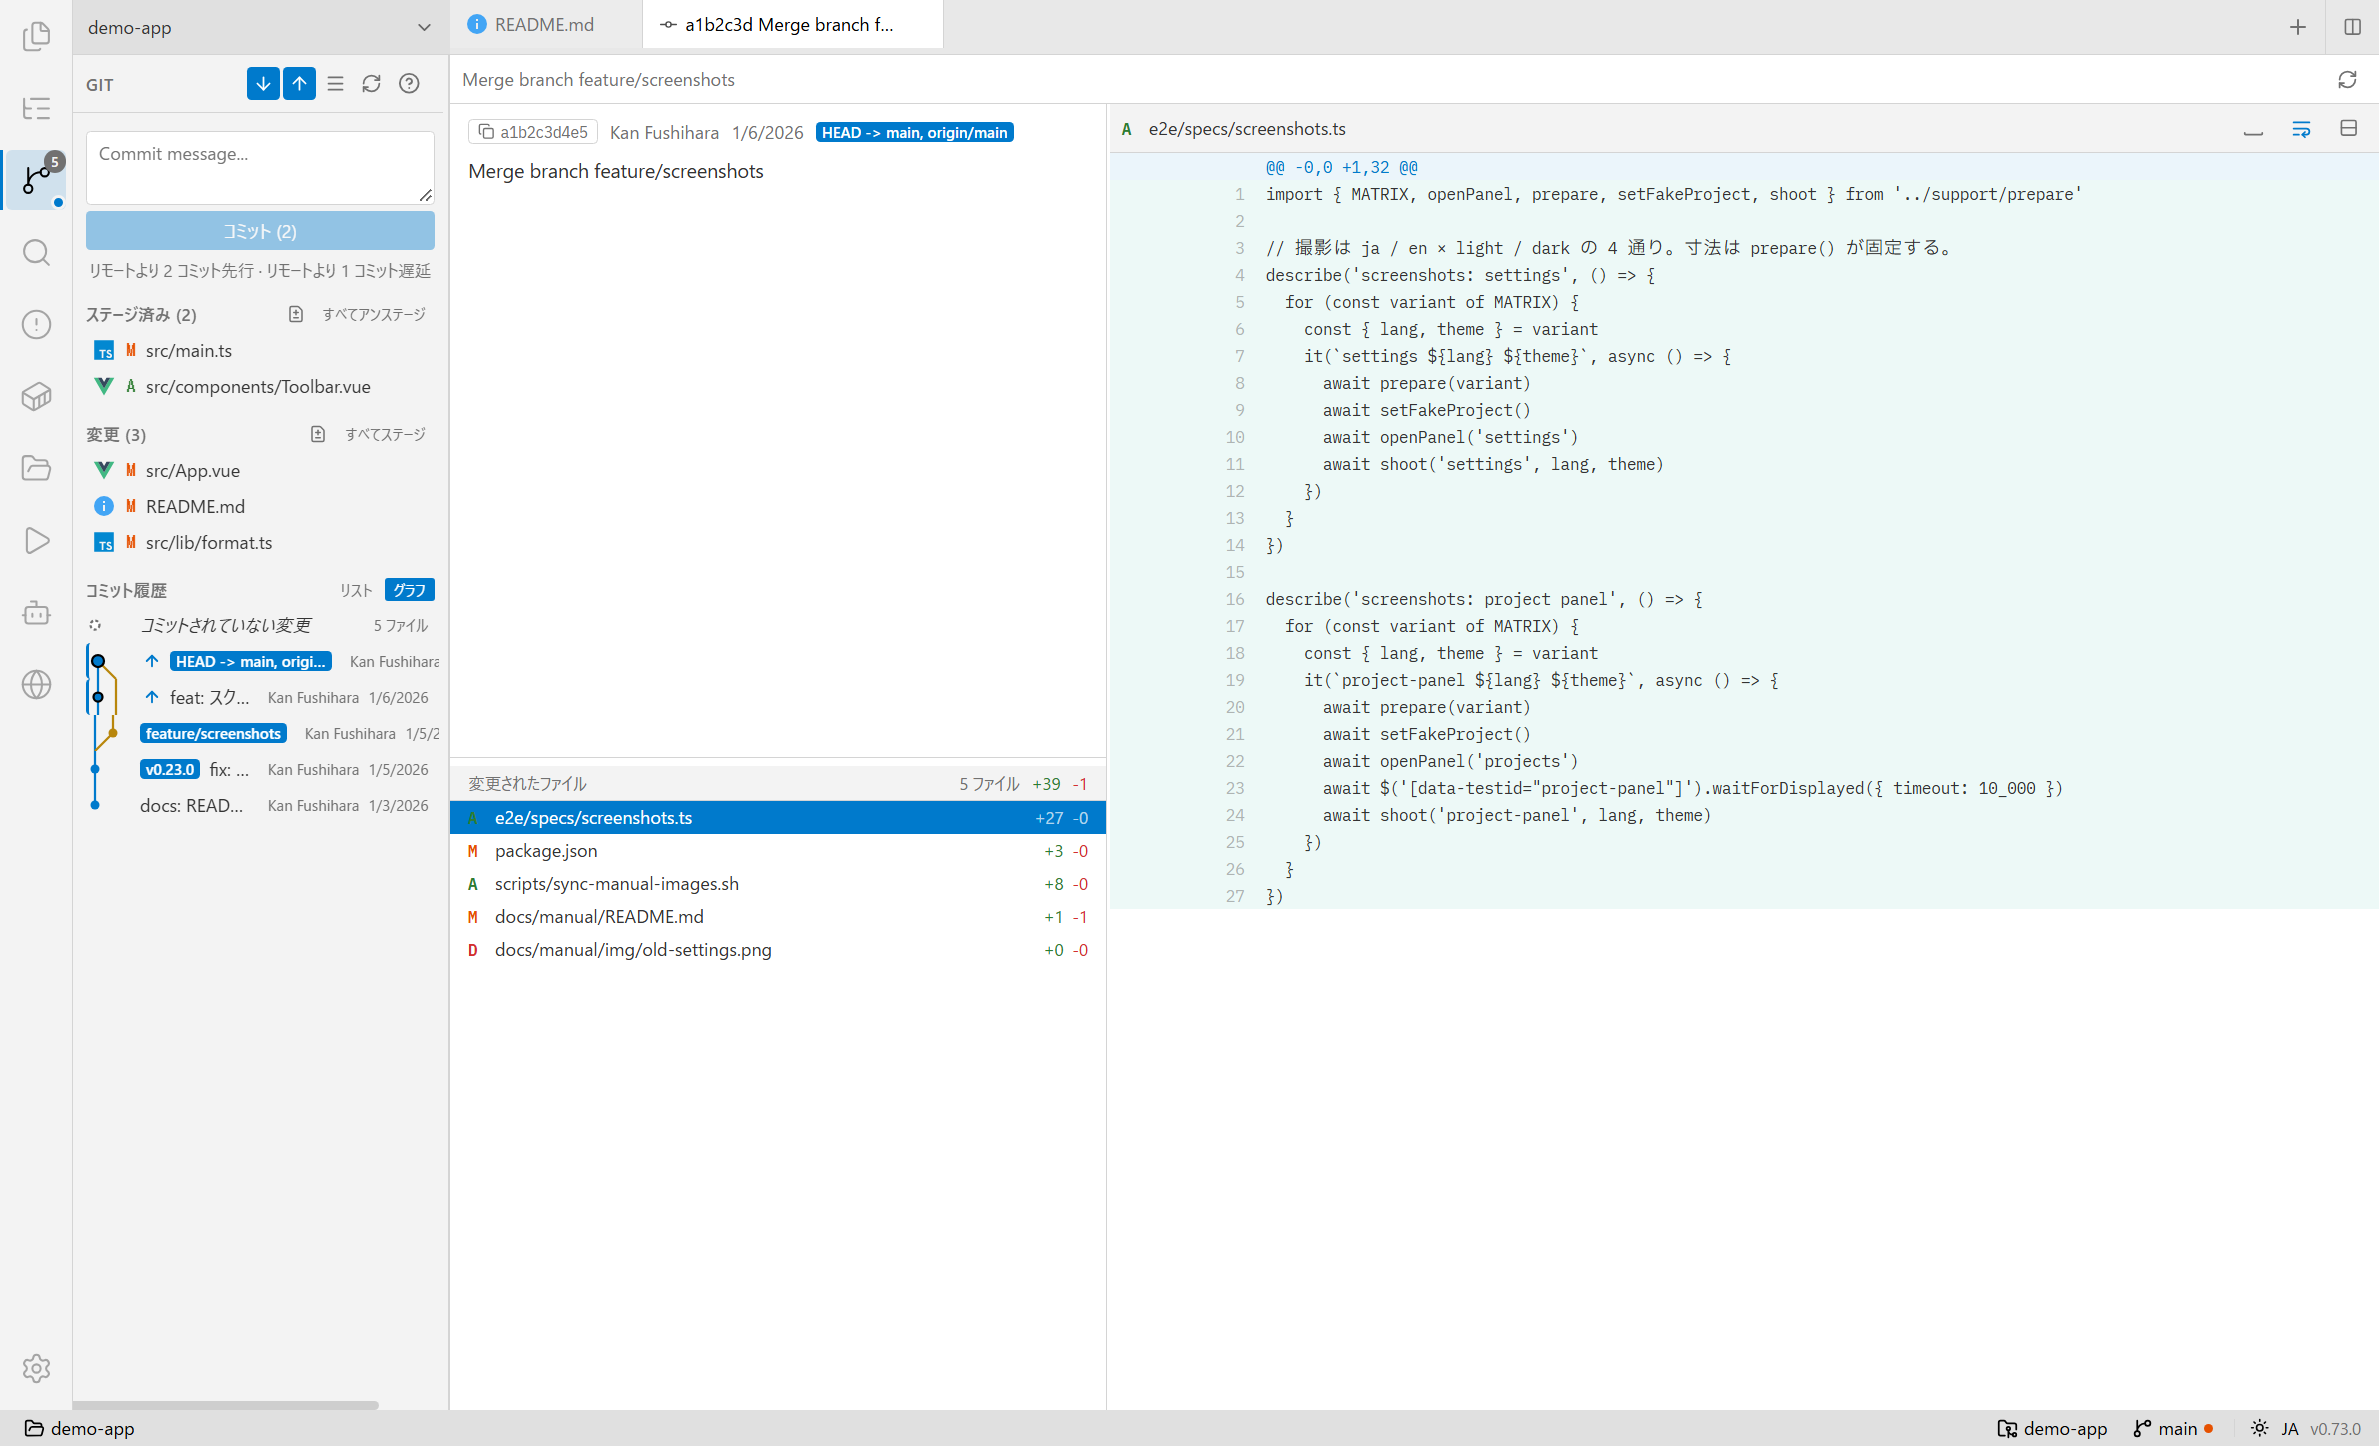 demo-app
README.md
a1b2c3d Merge branch f...
GIT
Merge branch feature/screenshots
5
Commit message...
コミット (2)
リモートより 2 コミット先行 · リモートより 1 コミット遅延
ステージ済み (2)
すべてアンステージ
TS M src/main.ts
A src/components/Toolbar.vue
変更 (3)
すべてステージ
M src/App.vue
M README.md
TS M src/lib/format.ts
コミット履歴
リスト
グラフ
コミットされていない変更
5 ファイル
HEAD -> main, origi...
Kan Fushihara
feat: スク...
Kan Fushihara 1/6/2026
feature/screenshots
Kan Fushihara 1/5/2
v0.23.0 fix: ...
Kan Fushihara 1/5/2026
docs: READ...
Kan Fushihara 1/3/2026
a1b2c3d4e5 Kan Fushihara 1/6/2026 HEAD -> main, origin/main
Merge branch feature/screenshots
変更されたファイル 5 ファイル +39 -1
A e2e/specs/screenshots.ts +27 -0
M package.json +3 -0
A scripts/sync-manual-images.sh +8 -0
M docs/manual/README.md +1 -1
D docs/manual/img/old-settings.png +0 -0
A e2e/specs/screenshots.ts
@@ -0,0 +1,32 @@
1 import { MATRIX, openPanel, prepare, setFakeProject, shoot } from '../support/prepare'
2
3 // 撮影は ja / en × light / dark の 4 通り。寸法は prepare() が固定する。
4 describe('screenshots: settings', () => {
5 for (const variant of MATRIX) {
6 const { lang, theme } = variant
7 it(`settings ${lang} ${theme}`, async () => {
8 await prepare(variant)
9 await setFakeProject()
10 await openPanel('settings')
11 await shoot('settings', lang, theme)
12 })
13 }
14 })
15
16 describe('screenshots: project panel', () => {
17 for (const variant of MATRIX) {
18 const { lang, theme } = variant
19 it(`project-panel ${lang} ${theme}`, async () => {
20 await prepare(variant)
21 await setFakeProject()
22 await openPanel('projects')
23 await $('[data-testid="project-panel"]').waitForDisplayed({ timeout: 10_000 })
24 await shoot('project-panel', lang, theme)
25 })
26 }
27 })
demo-app
demo-app
main
JA v0.73.0